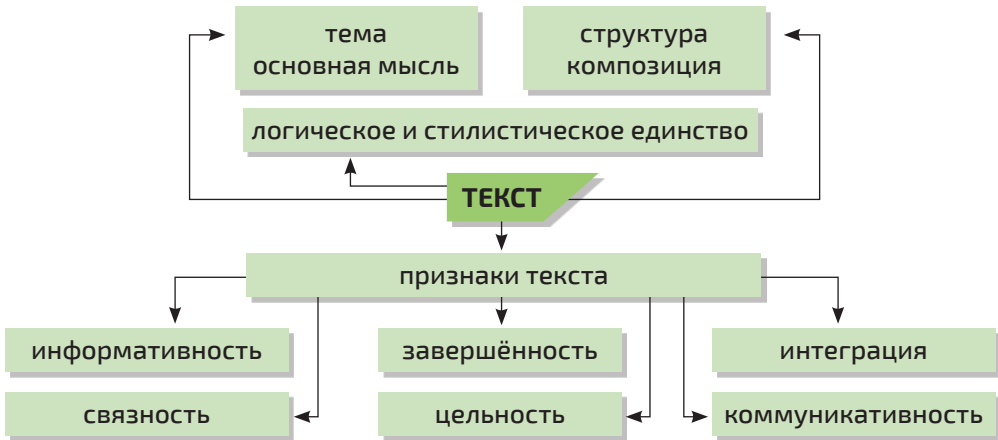 тема
основная мысль
структура
композиция
логическое и стилистическое единство
ТЕКСТ
признаки текста
информативность
завершённость
интеграция
связность
цельность
коммуникативность